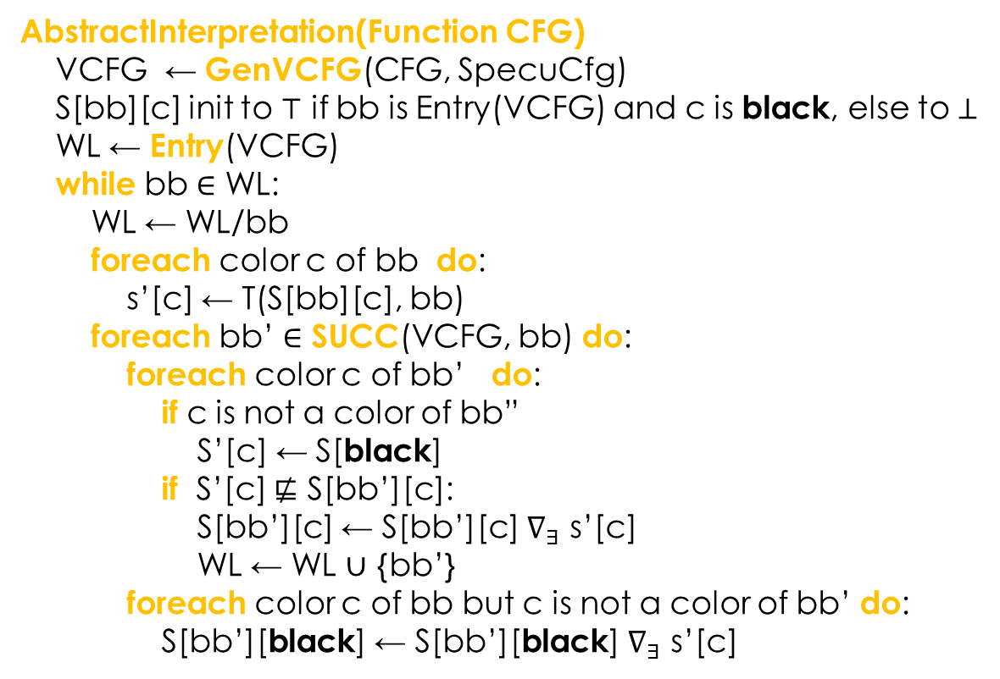 AbstractInterpretation(Function CFG)
VCFG ← GenVCFG(CFG, SpecuCfg)
S[bb][c] init to ⊤ if bb is Entry(VCFG) and c is black, else to ⊥
WL ← Entry(VCFG)
while bb ∈ WL:
WL ← WL/bb
foreach color c of bb do:
s’[c] ← T(S[bb][c], bb)
foreach bb’ ∈ SUCC(VCFG, bb) do:
foreach color c of bb’ do:
if c is not a color of bb”
S’[c] ← S[black]
if S’[c] ⋢ S[bb’][c]:
S[bb’][c] ← S[bb’][c] ∇∃ s’[c]
WL ← WL ∪ {bb’}
foreach color c of bb but c is not a color of bb’ do:
S[bb’][black] ← S[bb’][black] ∇∃ s’[c]